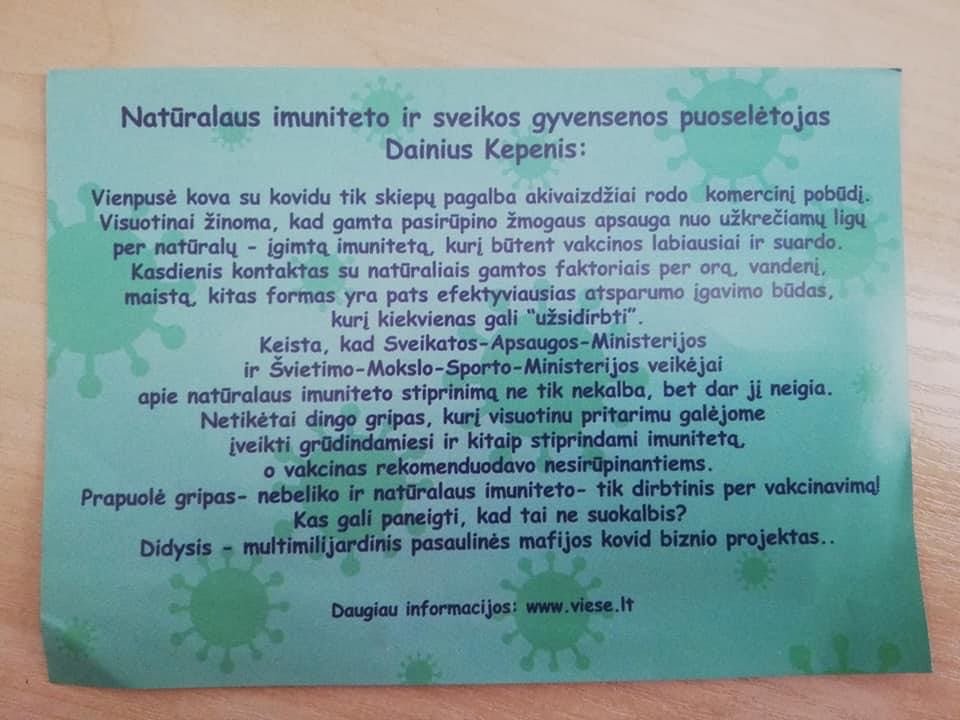 Natūralaus imuniteto ir sveikos gyvensenos puoselėtojas
Dainius Kepenis:
Vienpusė kova su kovidu tik skiepų pagalba akivaizdžiai rodo komercinį pobūdį.
Visuotinai žinoma, kad gamta pasirūpino žmogaus apsauga nuo užkrečiamų ligų
per natūralų - įgimtą imunitetą, kurį būtent vakcinos labiausiai ir suardo.
Kasdienis kontaktas su natūraliais gamtos faktoriais per orą, vandenį,
maistą, kitas formas yra pats efektyviausias atsparumo įgavimo būdas,
kurį kiekvienas gali “užsidirbti”.
Keista, kad Sveikatos-Apsaugos-Ministerijos
ir Švietimo-Mokslo-Sporto-Ministerijos veikėjai
apie natūralaus imuniteto stiprinimą ne tik nekalba, bet dar jį neigia.
Netikėtai dingo gripas, kurį visuotinu pritarimu galėjome
įveikti grūdindamiesi ir kitaip stiprindami imunitetą,
o vakcinas rekomenduodavo nesirūpinantiems.
Prapuolė gripas- nebeliko ir natūralaus imuniteto- tik dirbtinis per vakcinavimą!
Kas gali paneigti, kad tai ne suokalbis?
Didysis - multimilijardinis pasaulinės mafijos kovid biznio projektas..
Daugiau informacijos: www.viese.lt